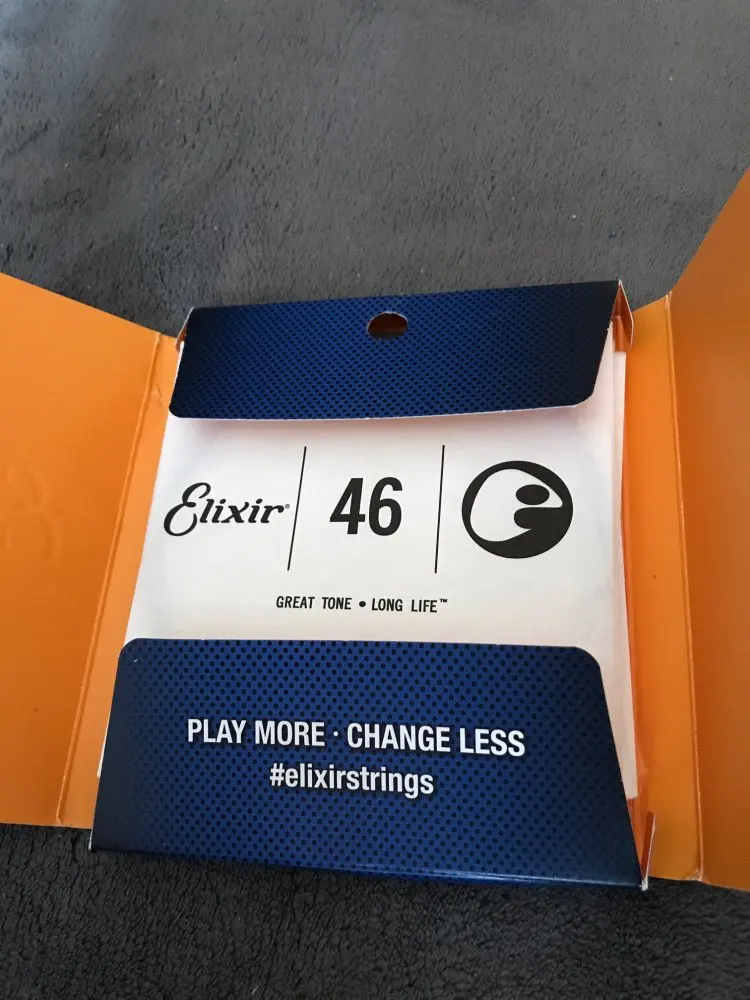 Elixir® 46
GREAT TONE • LONG LIFE™
PLAY MORE · CHANGE LESS
#elixirstrings